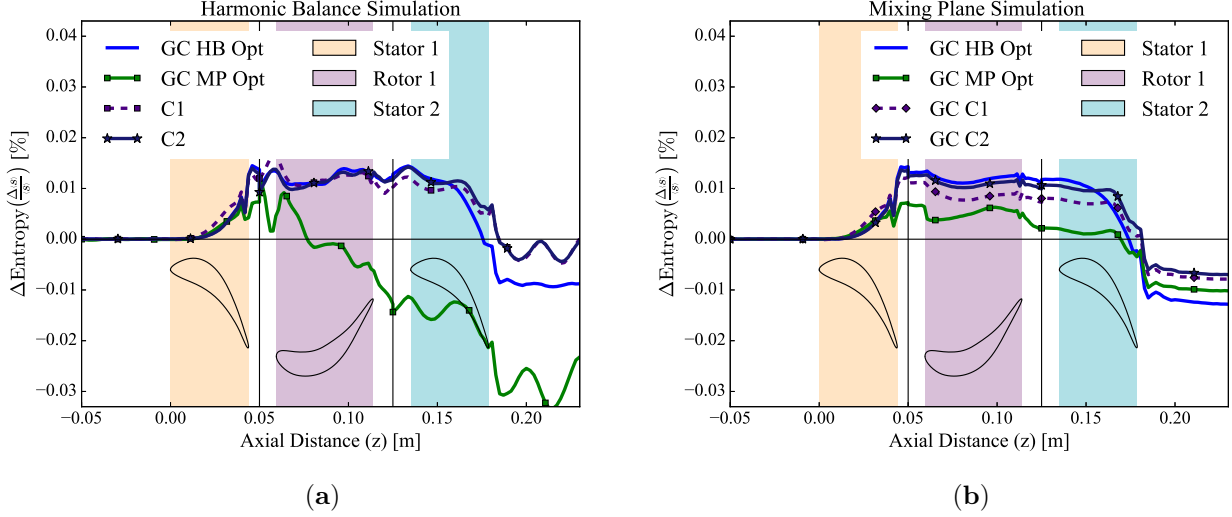 Harmonic Balance Simulation
0.04
0.03
0.02
0.01
0.00
−0.01
−0.02
−0.03
ΔEntropy(Δs/s) [%]
GC HB Opt
GC MP Opt
C1
C2
Stator 1
Rotor 1
Stator 2
−0.05 0.00 0.05 0.10 0.15 0.20
Axial Distance (z) [m]
(a)
Mixing Plane Simulation
0.04
0.03
0.02
0.01
0.00
−0.01
−0.02
−0.03
ΔEntropy(Δs/s) [%]
GC HB Opt
GC MP Opt
GC C1
GC C2
Stator 1
Rotor 1
Stator 2
−0.05 0.00 0.05 0.10 0.15 0.20
Axial Distance (z) [m]
(b)